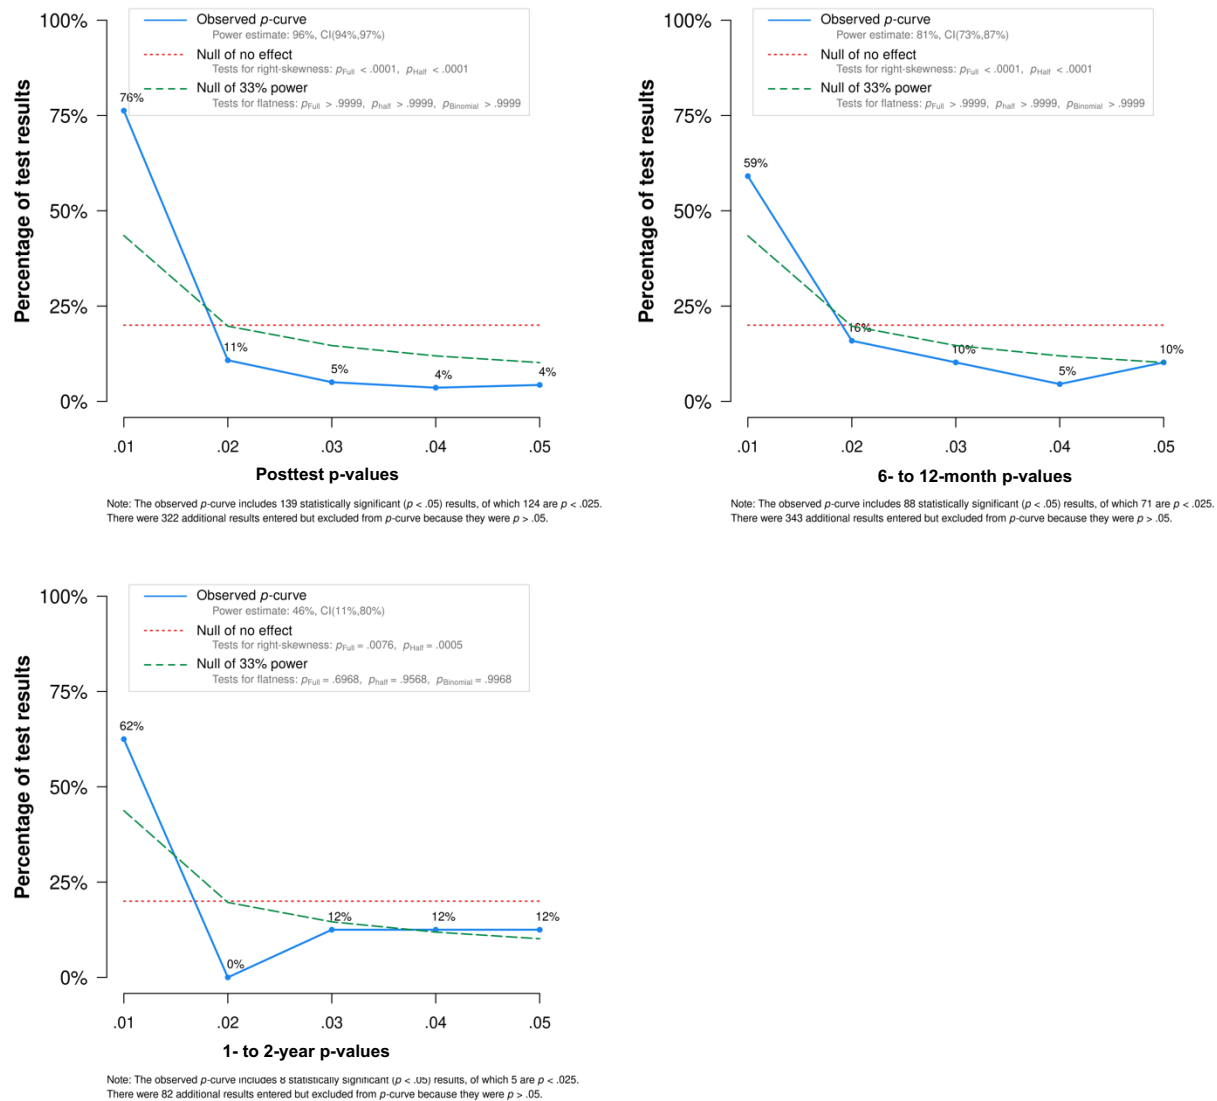 100%
75%
50%
25%
0%
Percentage of test results
Observed p-curve
Power estimate: 96%, CI(94%,97%)
Null of no effect
Tests for right-skewness: pFull < .0001, pHalf < .0001
Null of 33% power
Tests for flatness: pFull > .9999, phalf > .9999, pBinomial > .9999
76%
11%
5%
4%
4%
.01 .02 .03 .04 .05
Posttest p-values
Note: The observed p-curve includes 139 statistically significant (p < .05) results, of which 124 are p < .025.
There were 322 additional results entered but excluded from p-curve because they were p > .05.
100%
75%
50%
25%
0%
Percentage of test results
Observed p-curve
Power estimate: 81%, CI(73%,87%)
Null of no effect
Tests for right-skewness: pFull < .0001, pHalf < .0001
Null of 33% power
Tests for flatness: pFull > .9999, phalf > .9999, pBinomial > .9999
59%
16%
10%
5%
10%
.01 .02 .03 .04 .05
6- to 12-month p-values
Note: The observed p-curve includes 88 statistically significant (p < .05) results, of which 71 are p < .025.
There were 343 additional results entered but excluded from p-curve because they were p > .05.
100%
75%
50%
25%
0%
Percentage of test results
Observed p-curve
Power estimate: 46%, CI(11%,80%)
Null of no effect
Tests for right-skewness: pFull = .0076, pHalf = .0005
Null of 33% power
Tests for flatness: pFull = .6968, phalf = .9568, pBinomial = .9968
62%
0%
12%
12%
12%
.01 .02 .03 .04 .05
1- to 2-year p-values
Note: The observed p-curve includes 8 statistically significant (p < .05) results, of which 5 are p < .025.
There were 82 additional results entered but excluded from p-curve because they were p > .05.